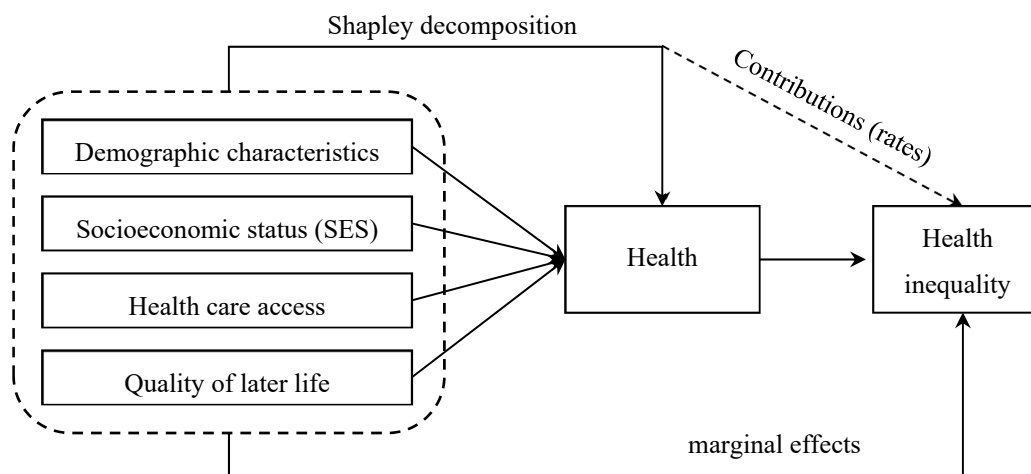 Shapley decomposition
Contributions (rates)
Demographic characteristics
Socioeconomic status (SES)
Health care access
Quality of later life
Health
Health
inequality
marginal effects